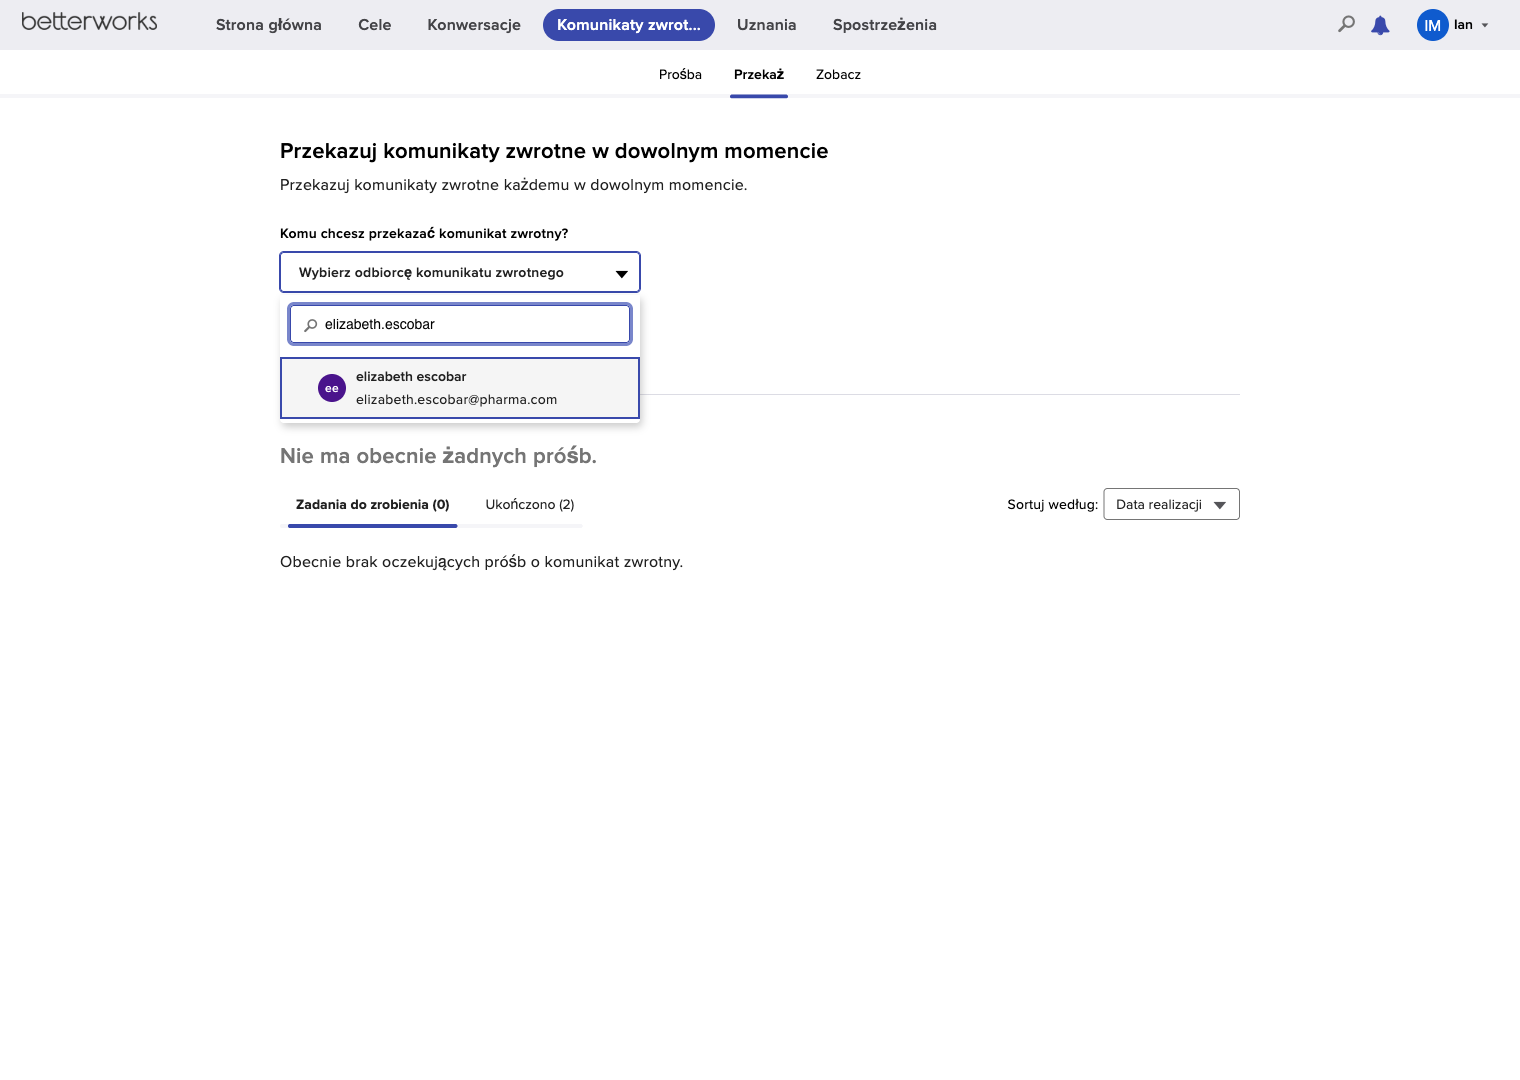 betterworks
Strona główna
Cele
Konwersacje
Komunikaty zwrot...
Uznania
Spostrzeżenia
IM
Ian
Prośba
Przekaż
Zobacz
Przekazuj komunikaty zwrotne w dowolnym momencie
Przekazuj komunikaty zwrotne każdemu w dowolnym momencie.
Komu chcesz przekazać komunikat zwrotny?
Wybierz odbiorcę komunikatu zwrotnego
elizabeth.escobar
ee
elizabeth escobar
elizabeth.escobar@pharma.com
Nie ma obecnie żadnych próśb.
Zadania do zrobienia (0)
Ukończono (2)
Sortuj według:
Data realizacji
Obecnie brak oczekujących próśb o komunikat zwrotny.